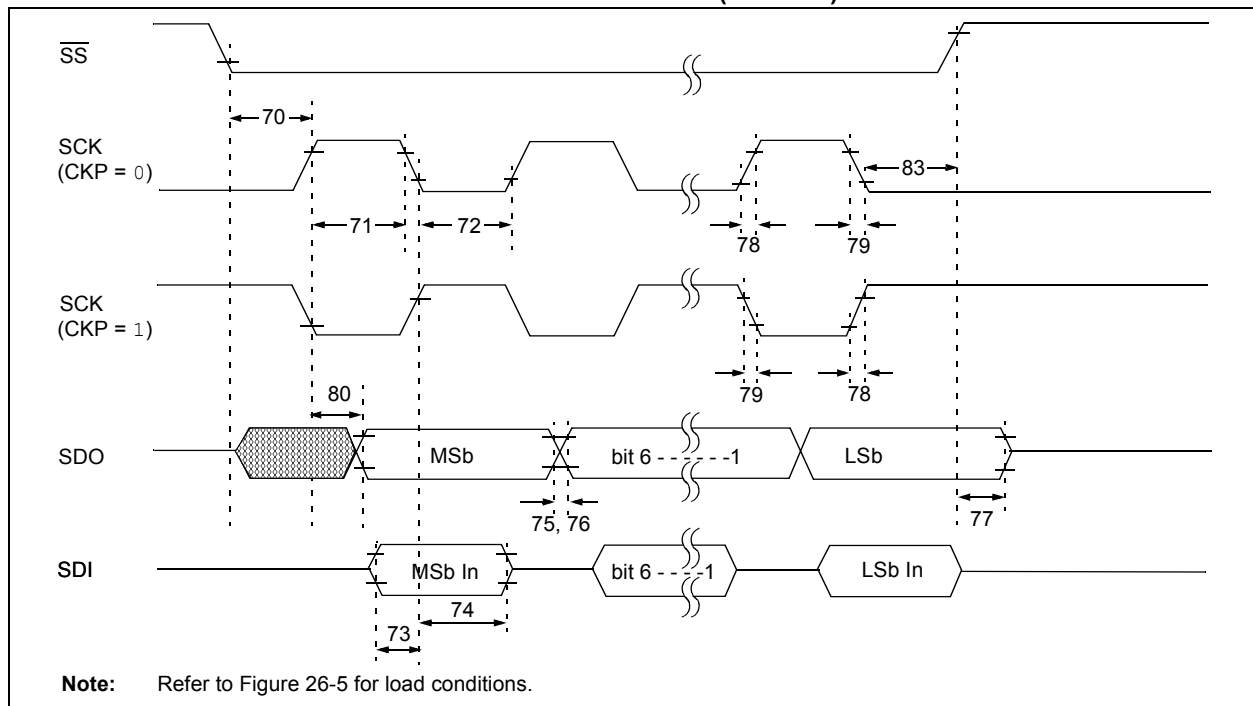 SS
70
SCK
(CKP = 0)
83
71
72
78
79
SCK
(CKP = 1)
79
78
80
SDO
MSb
bit 6 - - - - - -1
LSb
75, 76
77
SDI
MSb In
bit 6 - - - -1
LSb In
74
73
Note: Refer to Figure 26-5 for load conditions.